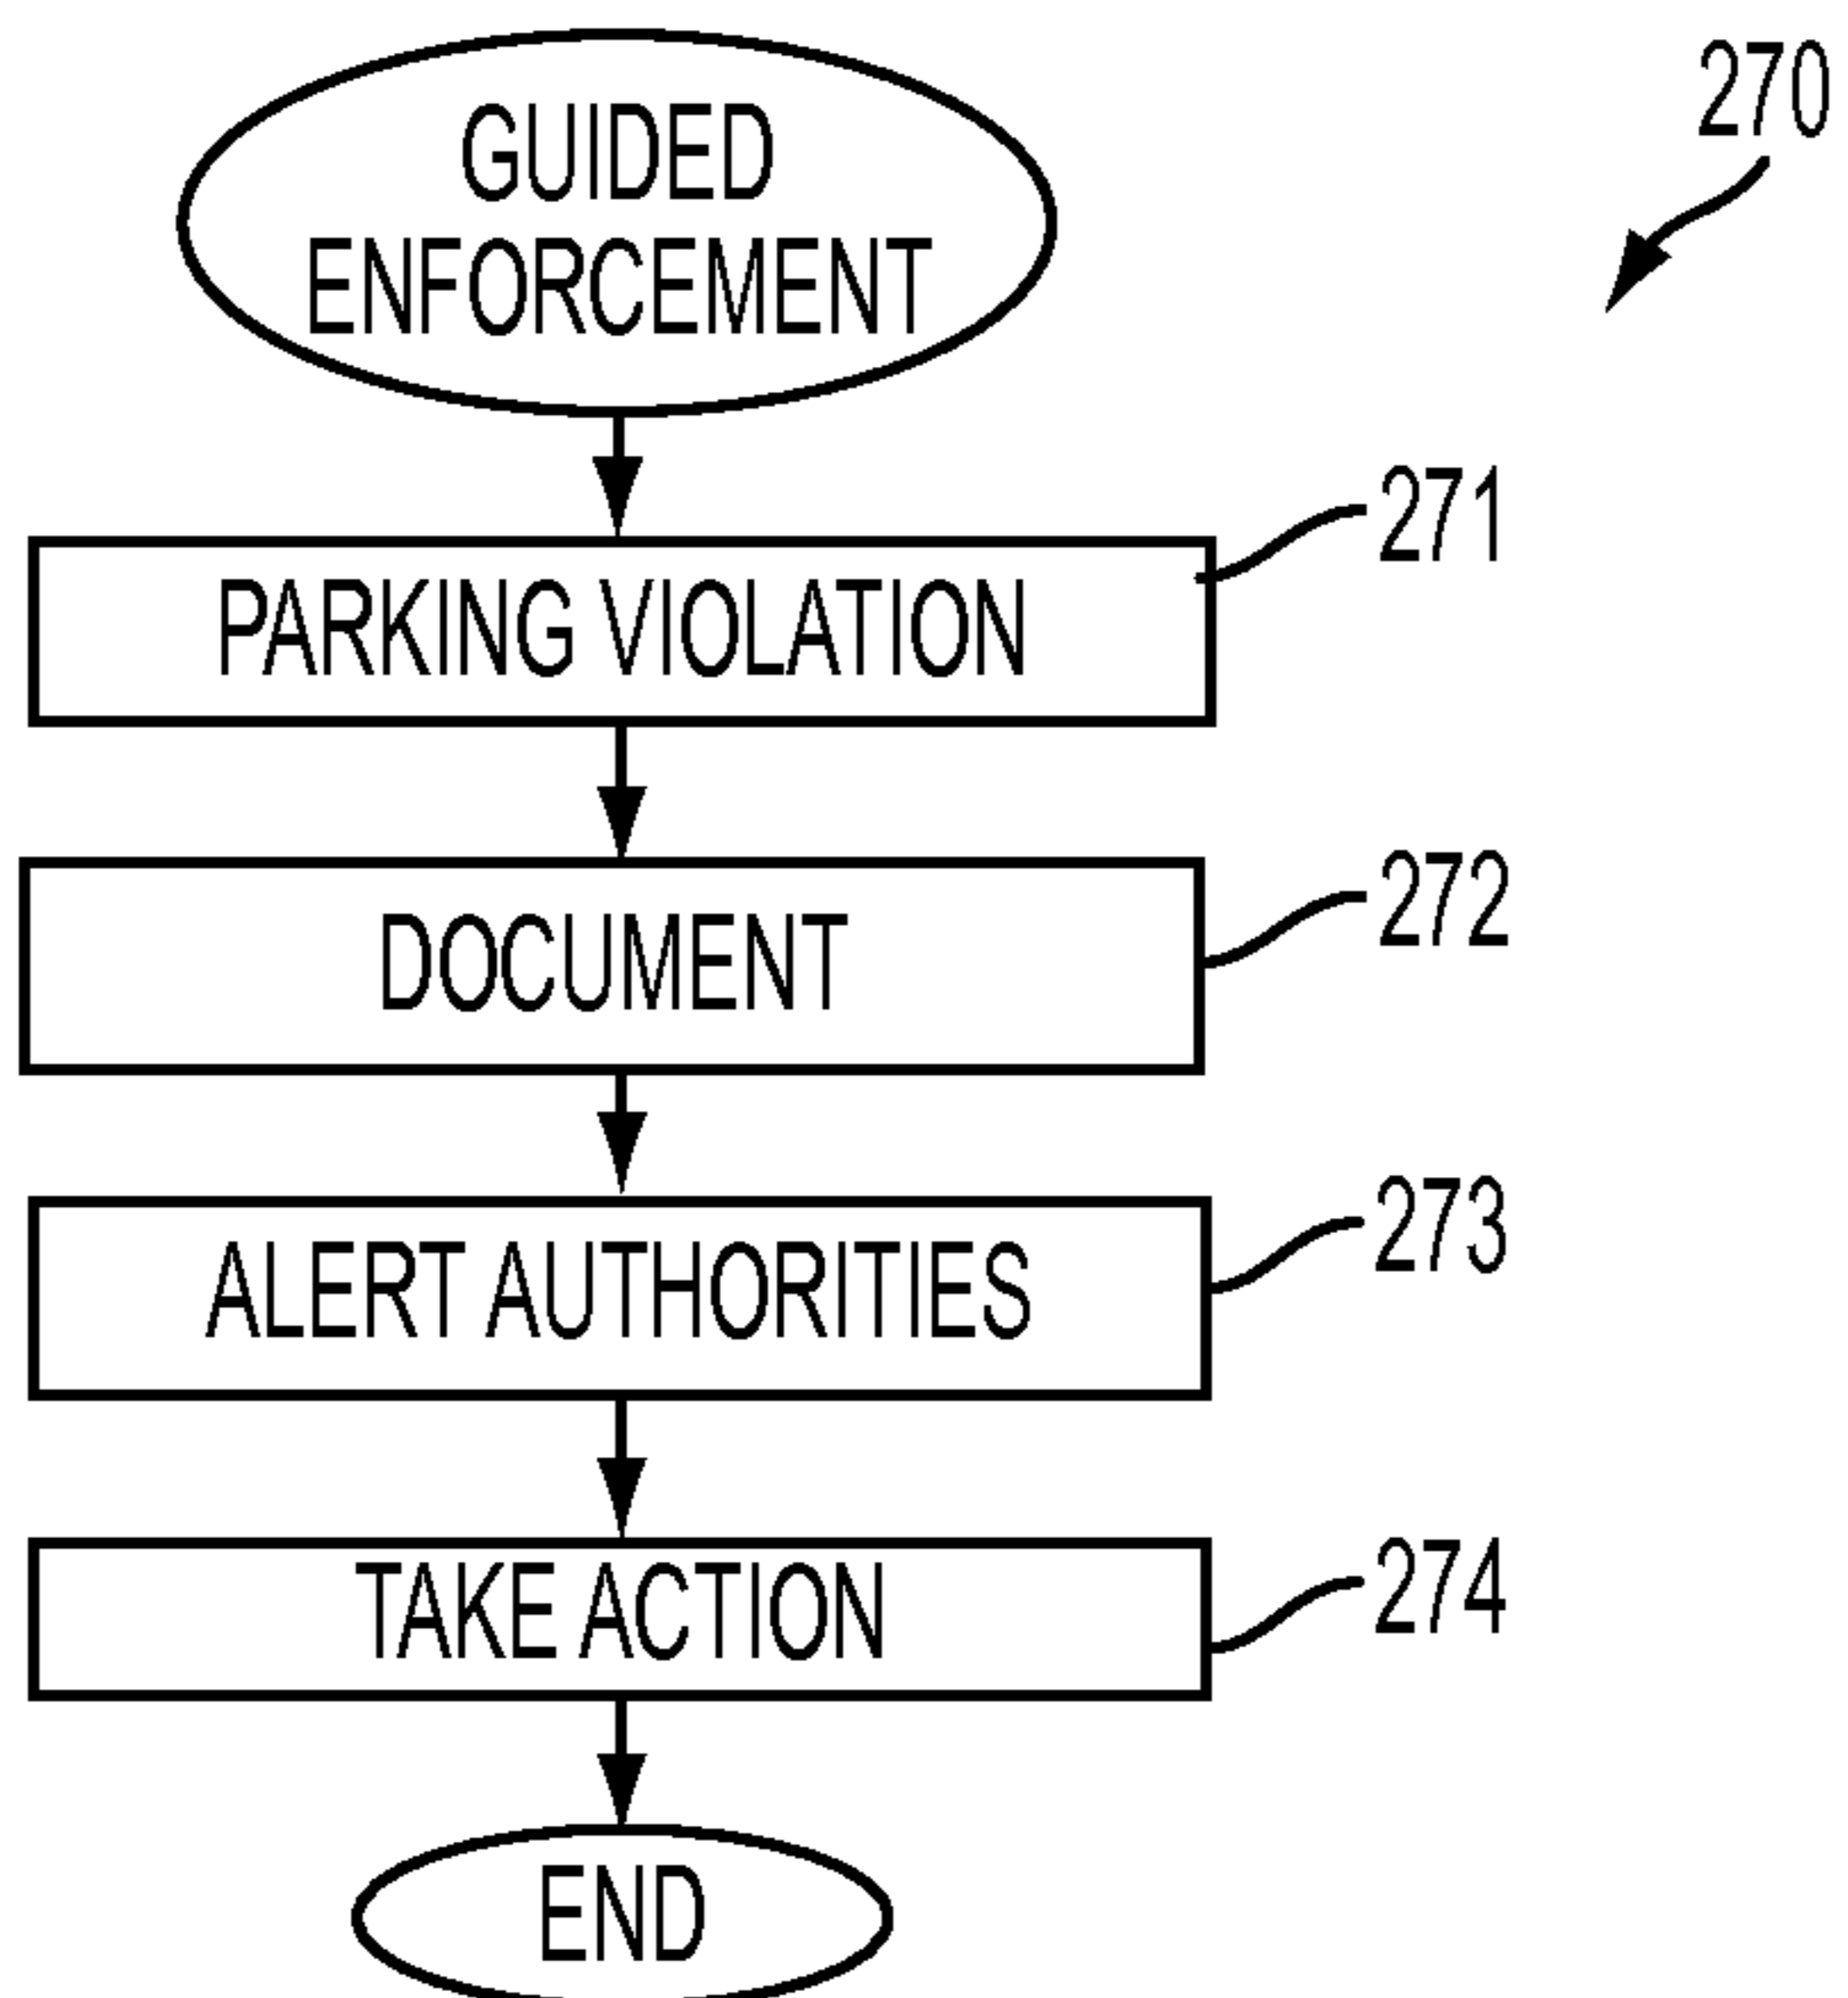 GUIDED
ENFORCEMENT
270
PARKING VIOLATION
271
DOCUMENT
272
ALERT AUTHORITIES
273
TAKE ACTION
274
END